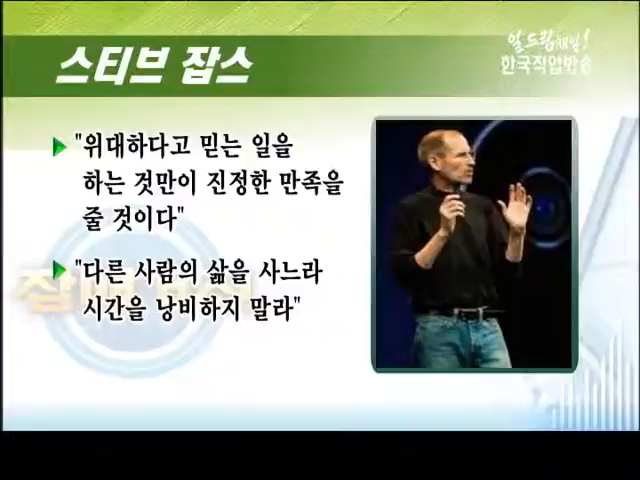 스티브 잡스
일드림 채널!
한국직업방송
"위대하다고 믿는 일을
하는 것만이 진정한 만족을
줄 것이다"
"다른 사람의 삶을 사느라
시간을 낭비하지 말라"